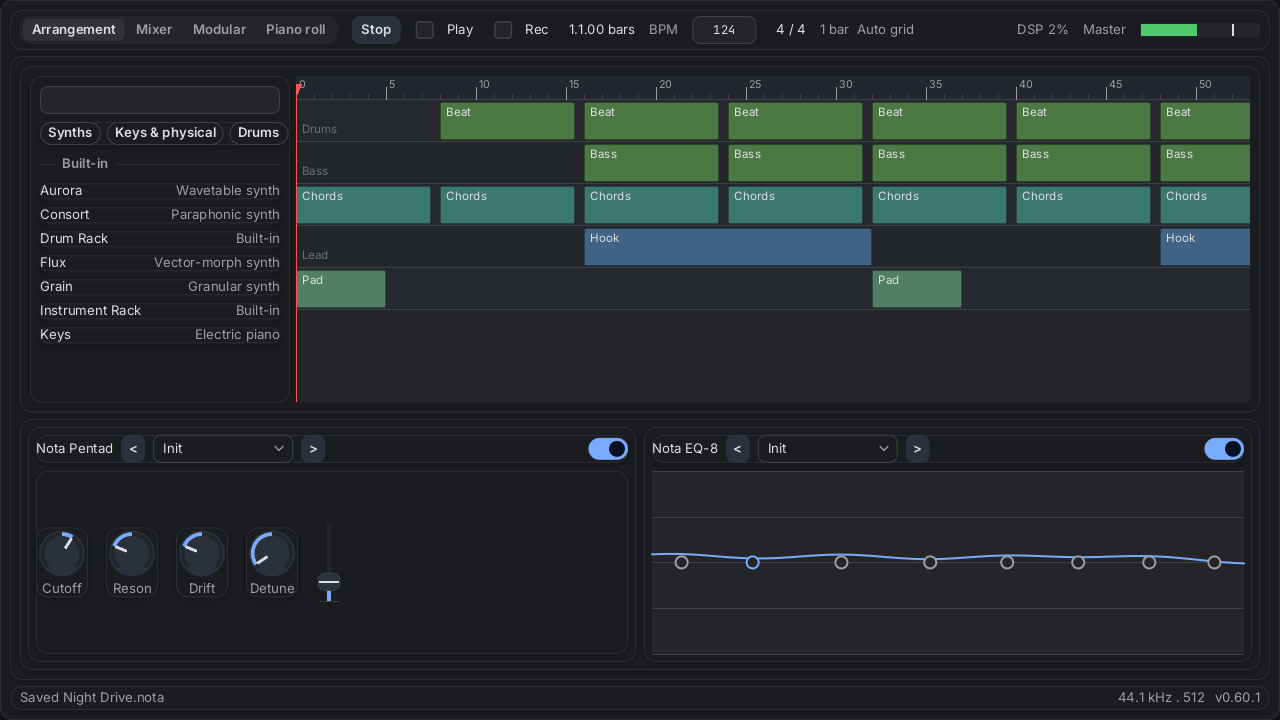 Arrangement Mixer Modular Piano roll Stop Play Rec 1.1.00 bars BPM 124 4 / 4 1 bar Auto grid DSP 2% Master
0 5 10 15 20 25 30 35 40 45 50
Synths Keys & physical Drums
Built-in
Aurora Wavetable synth
Consort Paraphonic synth
Drum Rack Built-in
Flux Vector-morph synth
Grain Granular synth
Instrument Rack Built-in
Keys Electric piano
Drums Beat Beat Beat Beat Beat Beat
Bass Bass Bass Bass Bass Bass
Chords Chords Chords Chords Chords Chords Chords
Lead Hook Hook
Pad Pad
Nota Pentad < Init >
Cutoff Reson Drift Detune
Nota EQ-8 < Init >
Saved Night Drive.nota 44.1 kHz . 512 v0.60.1